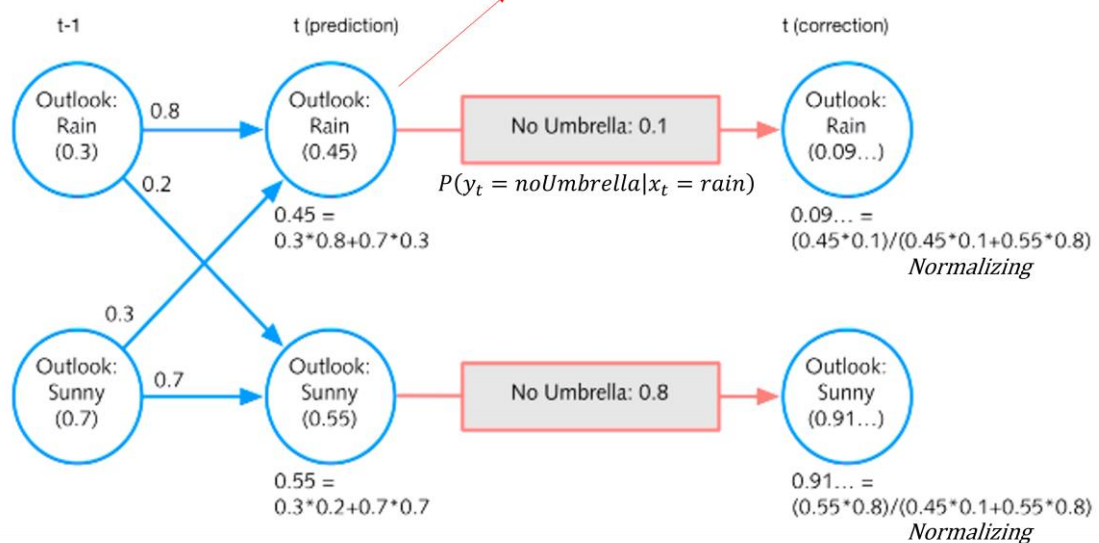 t-1
t (prediction)
t (correction)
Outlook:
Rain
(0.3)
0.8
0.2
Outlook:
Rain
(0.45)
No Umbrella: 0.1
Outlook:
Rain
(0.09...)
P(y_t = noUmbrella|x_t = rain)
0.45 =
0.3*0.8+0.7*0.3
0.09... =
(0.45*0.1)/(0.45*0.1+0.55*0.8)
Normalizing
0.3
0.7
Outlook:
Sunny
(0.7)
Outlook:
Sunny
(0.55)
No Umbrella: 0.8
Outlook:
Sunny
(0.91...)
0.55 =
0.3*0.2+0.7*0.7
0.91... =
(0.55*0.8)/(0.45*0.1+0.55*0.8)
Normalizing